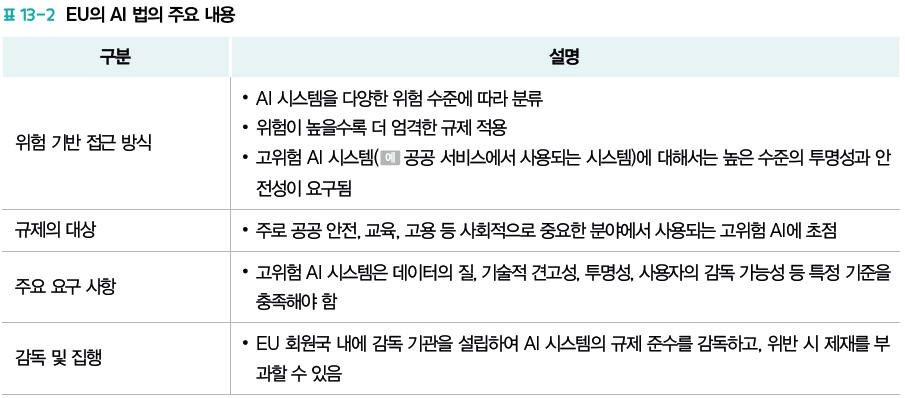 표 13-2 EU의 AI 법의 주요 내용
구분 설명
위험 기반 접근 방식
• AI 시스템을 다양한 위험 수준에 따라 분류
• 위험이 높을수록 더 엄격한 규제 적용
• 고위험 AI 시스템(예 공공 서비스에서 사용되는 시스템)에 대해서는 높은 수준의 투명성과 안
전성이 요구됨
규제의 대상
• 주로 공공 안전, 교육, 고용 등 사회적으로 중요한 분야에서 사용되는 고위험 AI에 초점
주요 요구 사항
• 고위험 AI 시스템은 데이터의 질, 기술적 견고성, 투명성, 사용자의 감독 가능성 등 특정 기준을
충족해야 함
감독 및 집행
• EU 회원국 내에 감독 기관을 설립하여 AI 시스템의 규제 준수를 감독하고, 위반 시 제재를 부
과할 수 있음